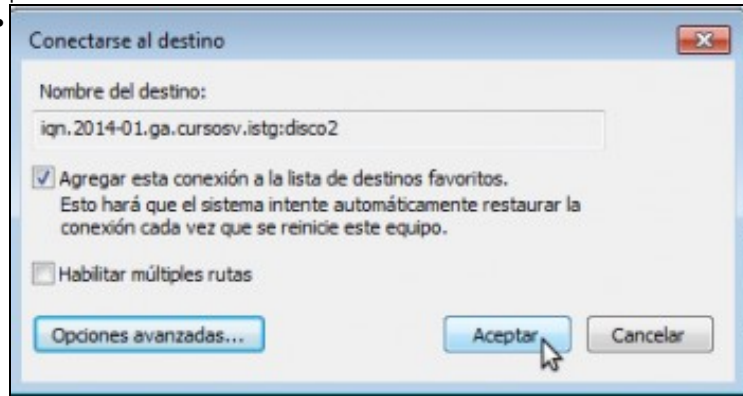 Conectarse al destino
Nombre del destino:
iqn.2014-01.ga.cursosv.istg:disco2
Agregar esta conexión a la lista de destinos favoritos.
Esto hará que el sistema intente automáticamente restaurar la
conexión cada vez que se reinicie este equipo.
Habilitar múltiples rutas
Opciones avanzadas... Aceptar Cancelar